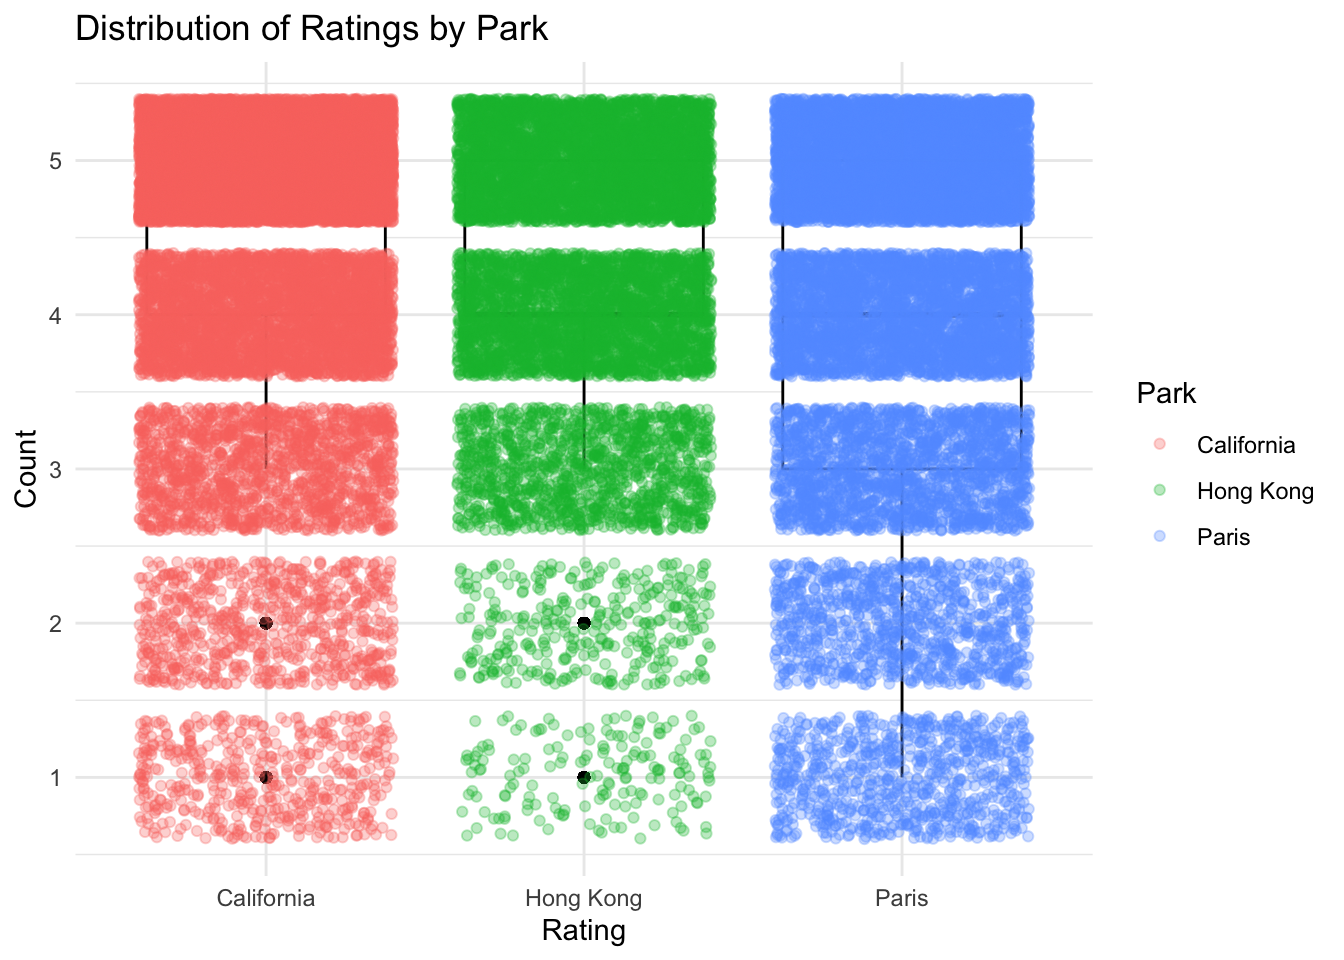 Distribution of Ratings by Park
Count
5
4
3
2
1
California
Hong Kong
Paris
Rating
Park
California
Hong Kong
Paris